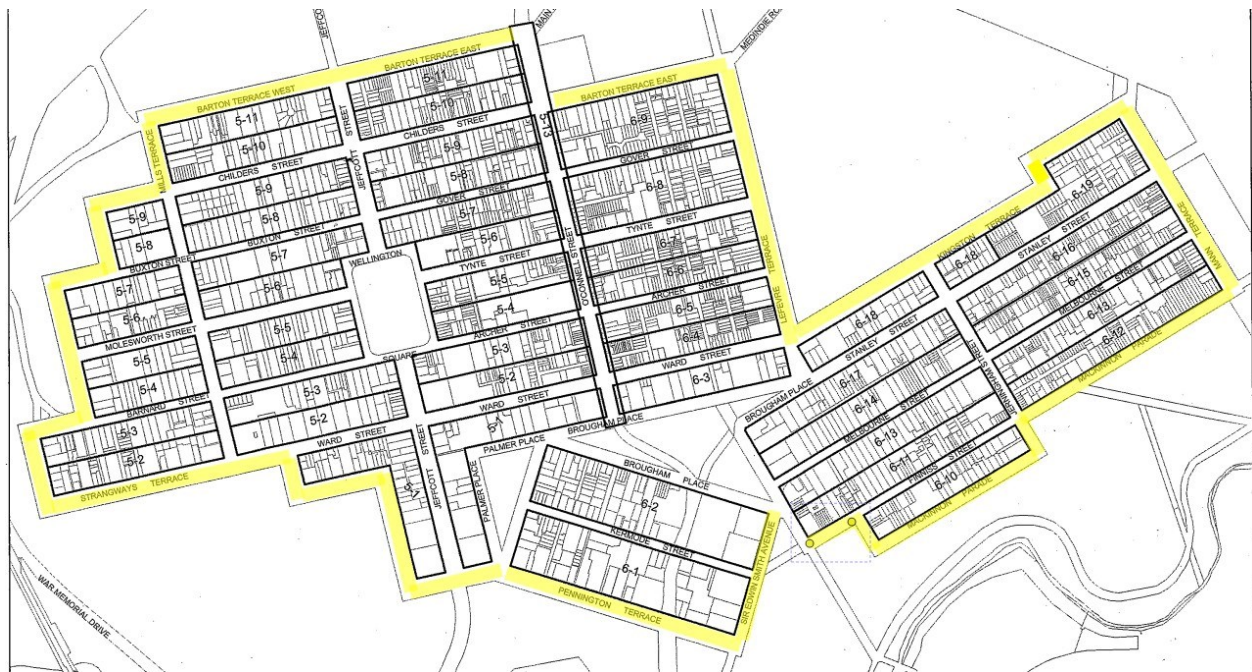 JEFFCOT
MAIN
MEDINDIE RO
BARTON TERRACE WEST
BARTON TERRACE EAST
BARTON TERRACE EAST
MILLS TERRACE
5-11
5-10
CHILDERS STREET
JEFFCOTT STREET
5-11
5-10
CHILDERS STREET
5-13
6-9
GOVER STREET
5-9
5-8
BUXTON STREET
5-9
5-8
BUXTON STREET
5-9
5-8
GOVER STREET
6-8
TYNTE STREET
5-7
5-6
MOLESWORTH STREET
5-7
5-6
WELLINGTON
SQUARE
5-7
5-6
TYNTE STREET
O'CONNELL STREET
6-7
6-6
ARCHER STREET
LEFEVRE TERRACE
5-5
5-4
BARNARD STREET
5-5
5-4
5-5
5-4
ARCHER STREET
6-5
6-4
WARD STREET
5-3
5-2
STRANGWAYS TERRACE
5-3
5-2
WARD STREET
5-3
5-2
WARD STREET
6-3
BROUGHAM PLACE
5-1
JEFFCOTT STREET
5-1
PALMER PLACE
PALMER PLACE
BROUGHAM PLACE
6-2
KERMODE STREET
6-1
PENNINGTON TERRACE
SIR EDWIN SMITH AVENUE
KINGSTON TERRACE
6-19
STANLEY STREET
6-18
6-16
6-15
MELBOURNE STREET
6-13
6-12
MANN TERRACE
MACKINNON PARADE
6-18
STANLEY STREET
BROUGHAM PLACE
6-17
6-14
MELBOURNE STREET
6-13
6-11
FINNISS STREET
6-10
JERNINGHAM STREET
MACKINNON PARADE
WAR MEMORIAL DRIVE